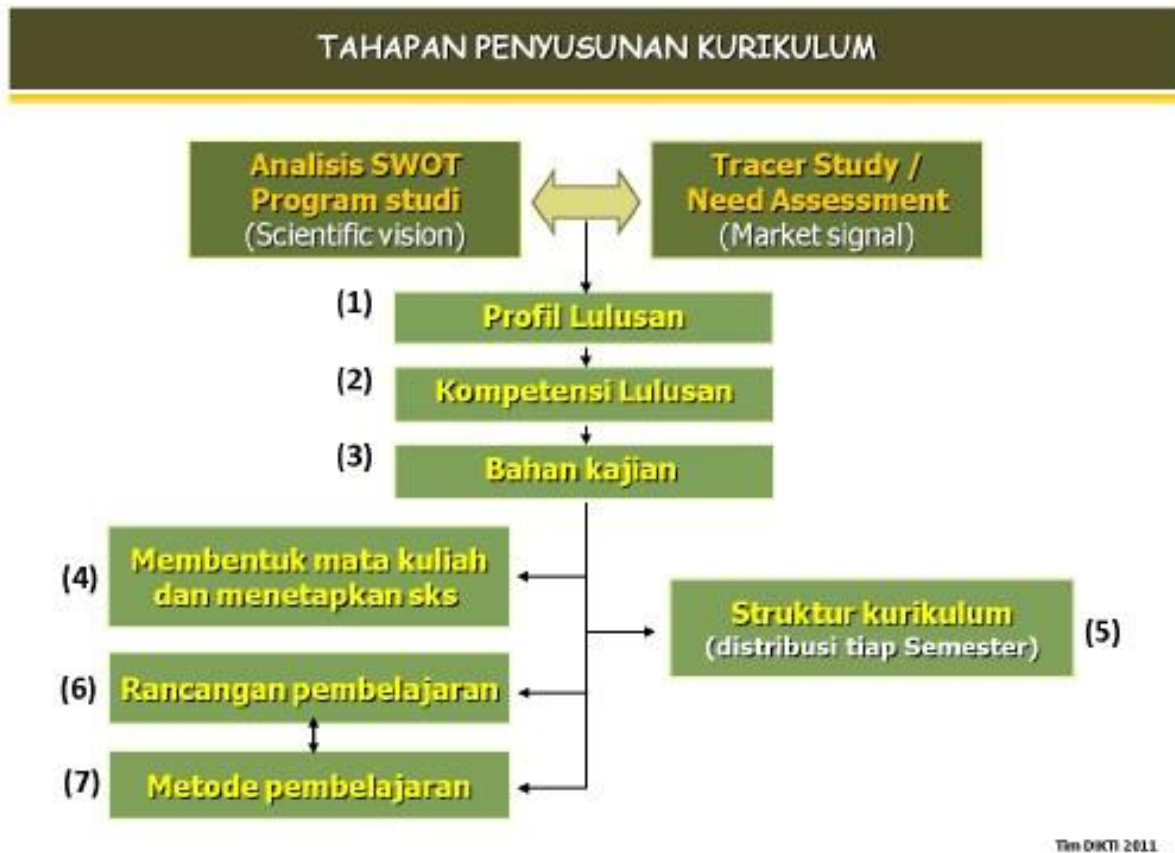 TAHAPAN PENYUSUNAN KURIKULUM
Analisis SWOT
Program studi
(Scientific vision)
Tracer Study /
Need Assessment
(Market signal)
(1)
Profil Lulusan
(2)
Kompetensi Lulusan
(3)
Bahan kajian
(4)
Membentuk mata kuliah
dan menetapkan sks
Struktur kurikulum
(distribusi tiap Semester)
(5)
(6)
Rancangan pembelajaran
(7)
Metode pembelajaran
Tim DIKTI 2011